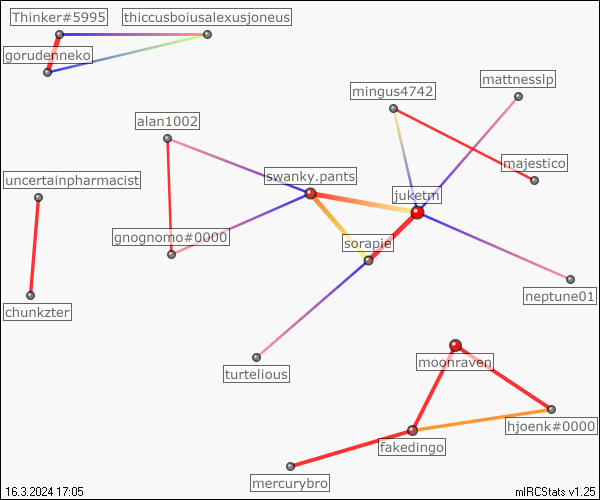 Thinker#5995
thiccusboiusalexusjoneus
gorudenneko
mattnesslp
mingus4742
alan1002
majestico
swanky.pants
uncertainpharmacist
juketm
gnognomo#0000
sorapie
neptune01
chunkzter
moonraven
turtelious
hjoenk#0000
fakedingo
mercurybro
16.3.2024 17:05
mIRCStats v1.25